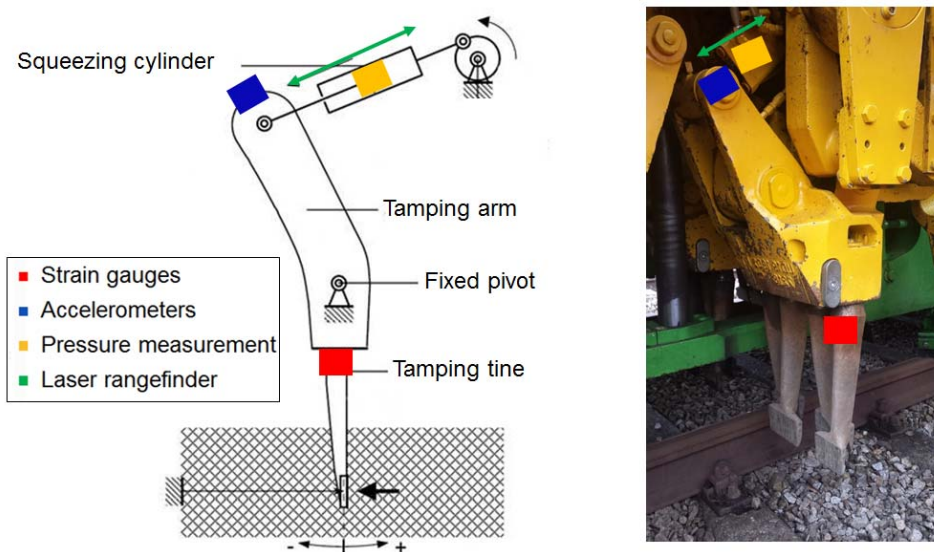 Squeezing cylinder
Tamping arm
Fixed pivot
Strain gauges
Accelerometers
Pressure measurement
Laser rangefinder
Tamping tine
- +